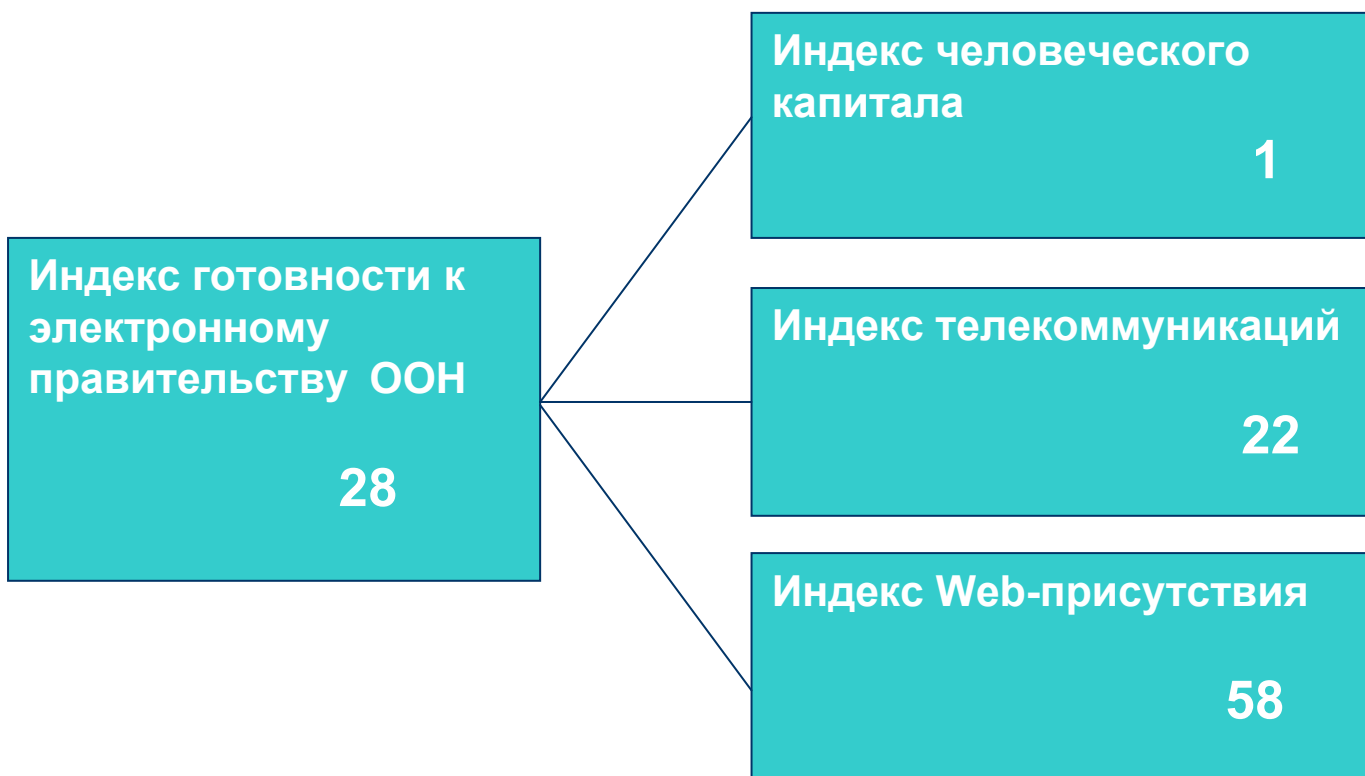 Индекс готовности к
электронному
правительству ООН
28
Индекс человеческого
капитала
1
Индекс телекоммуникаций
22
Индекс Web-присутствия
58